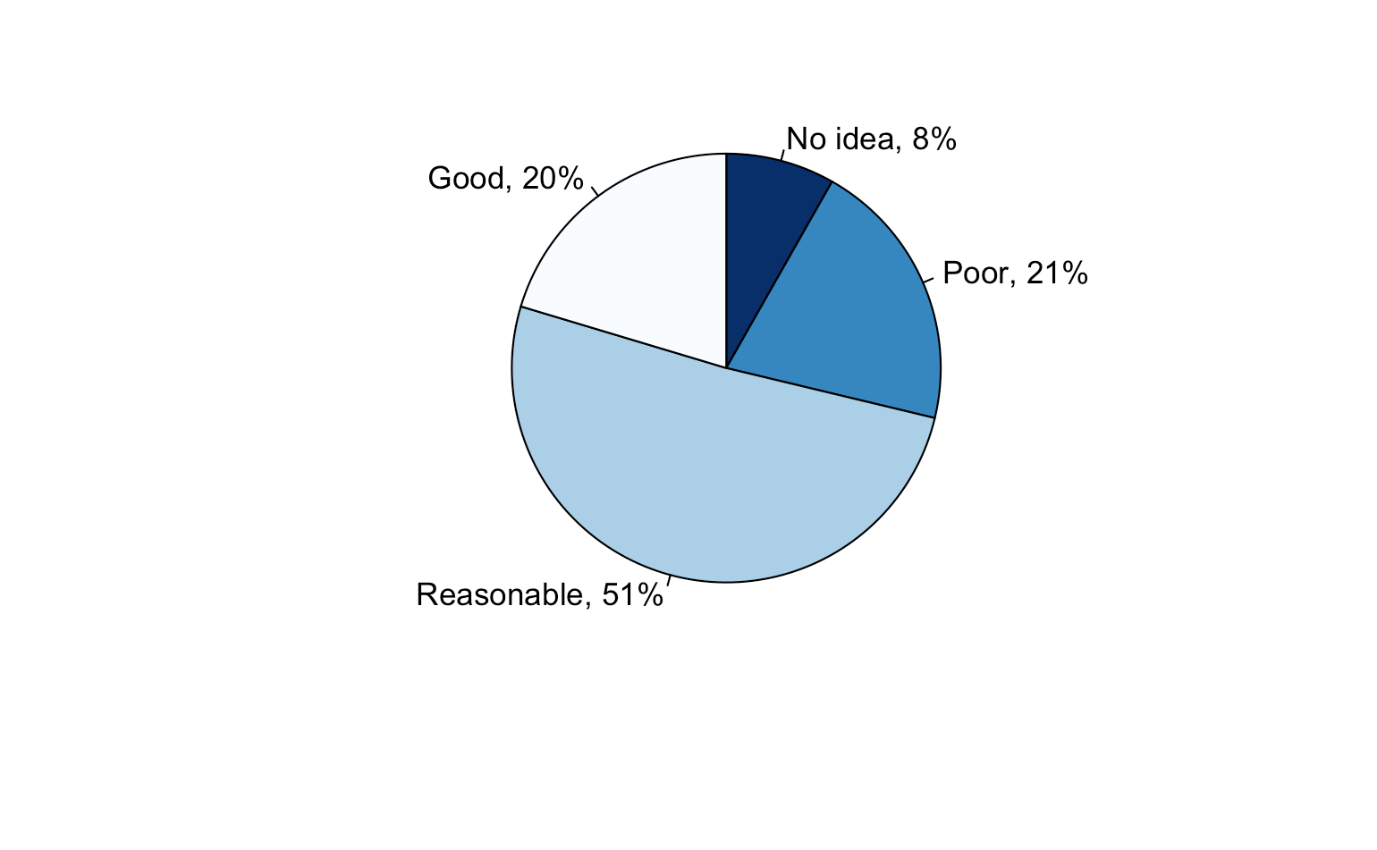 No idea, 8%
Good, 20%
Poor, 21%
Reasonable, 51%